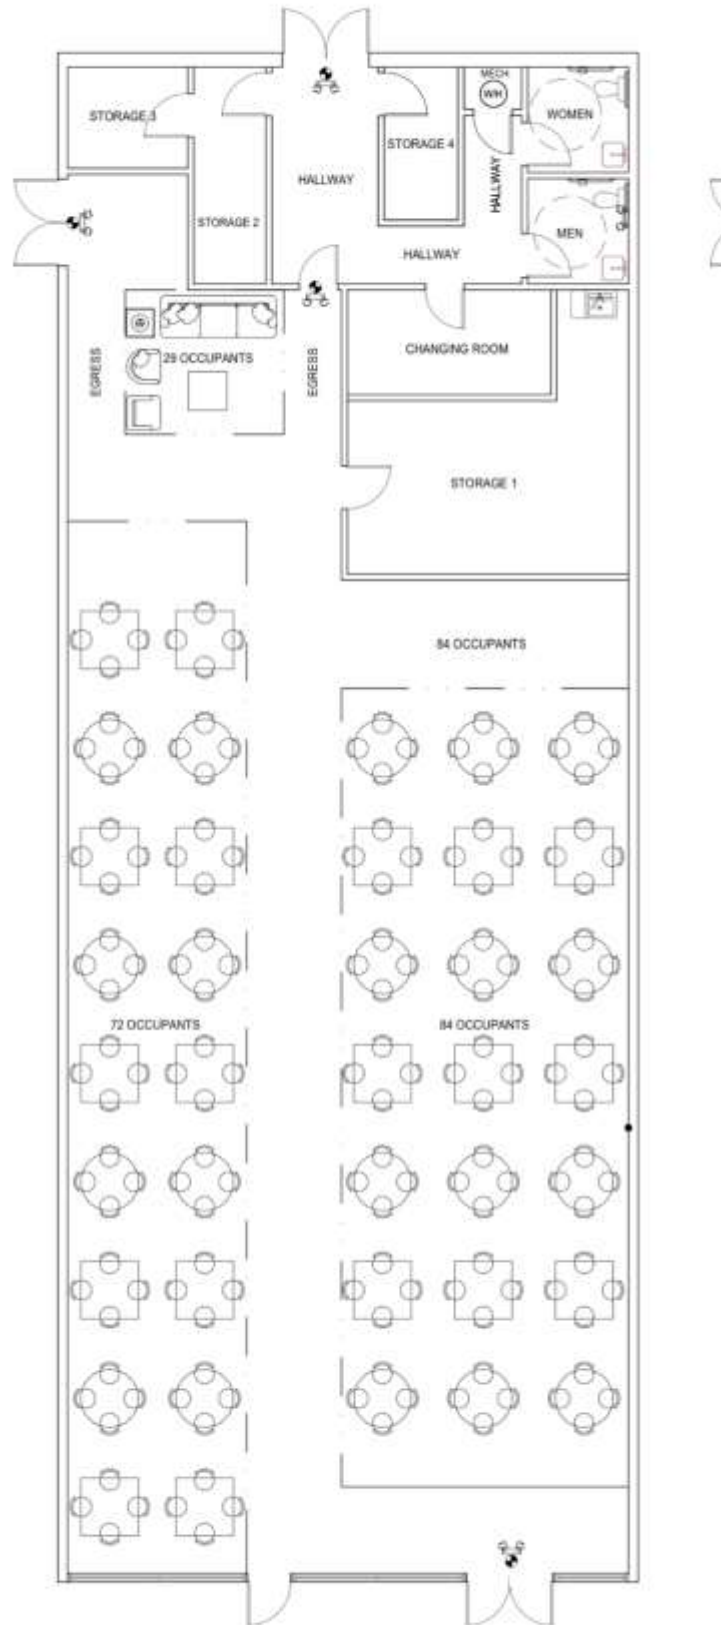 MECH
W/H
STORAGE 3
WOMEN
STORAGE 4
HALLWAY
HALLWAY
STORAGE 2
MEN
HALLWAY
CHANGING ROOM
29 OCCUPANTS
EGRESS
EGRESS
STORAGE 1
84 OCCUPANTS
72 OCCUPANTS
84 OCCUPANTS